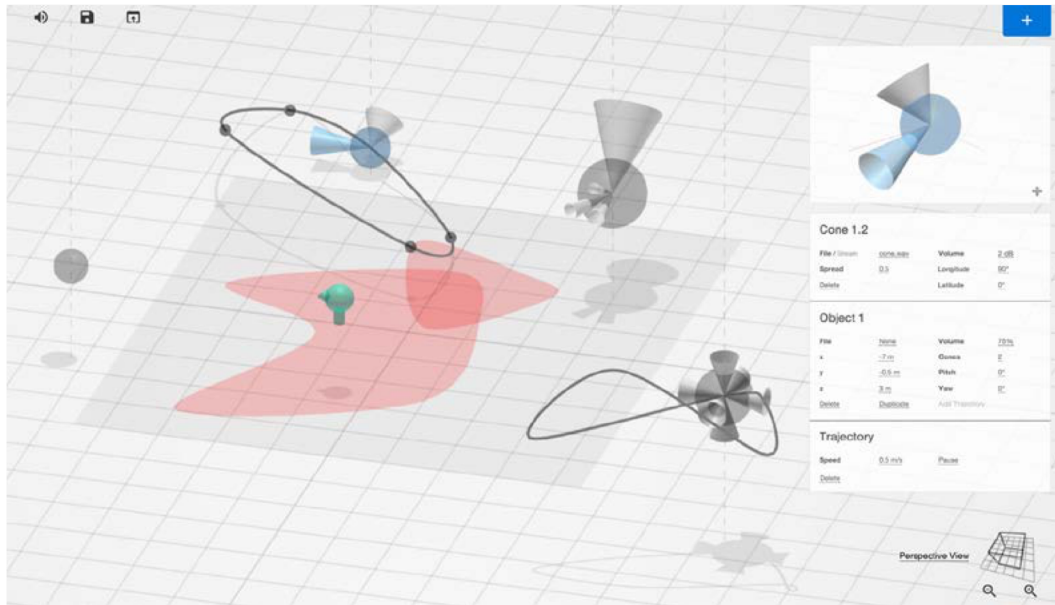 +
Cone 1.2
File / Stream cone.wav Volume 2 dB
Spread 0.5 Longitude 90°
Delete Latitude 0°
Object 1
File None Volume 75%
x -7 m Cones 2
y -0.5 m Pitch 0°
z 3 m Yaw 0°
Delete Duplicate Add Trajectory
Trajectory
Speed 0.5 m/s Pause
Delete
Perspective View